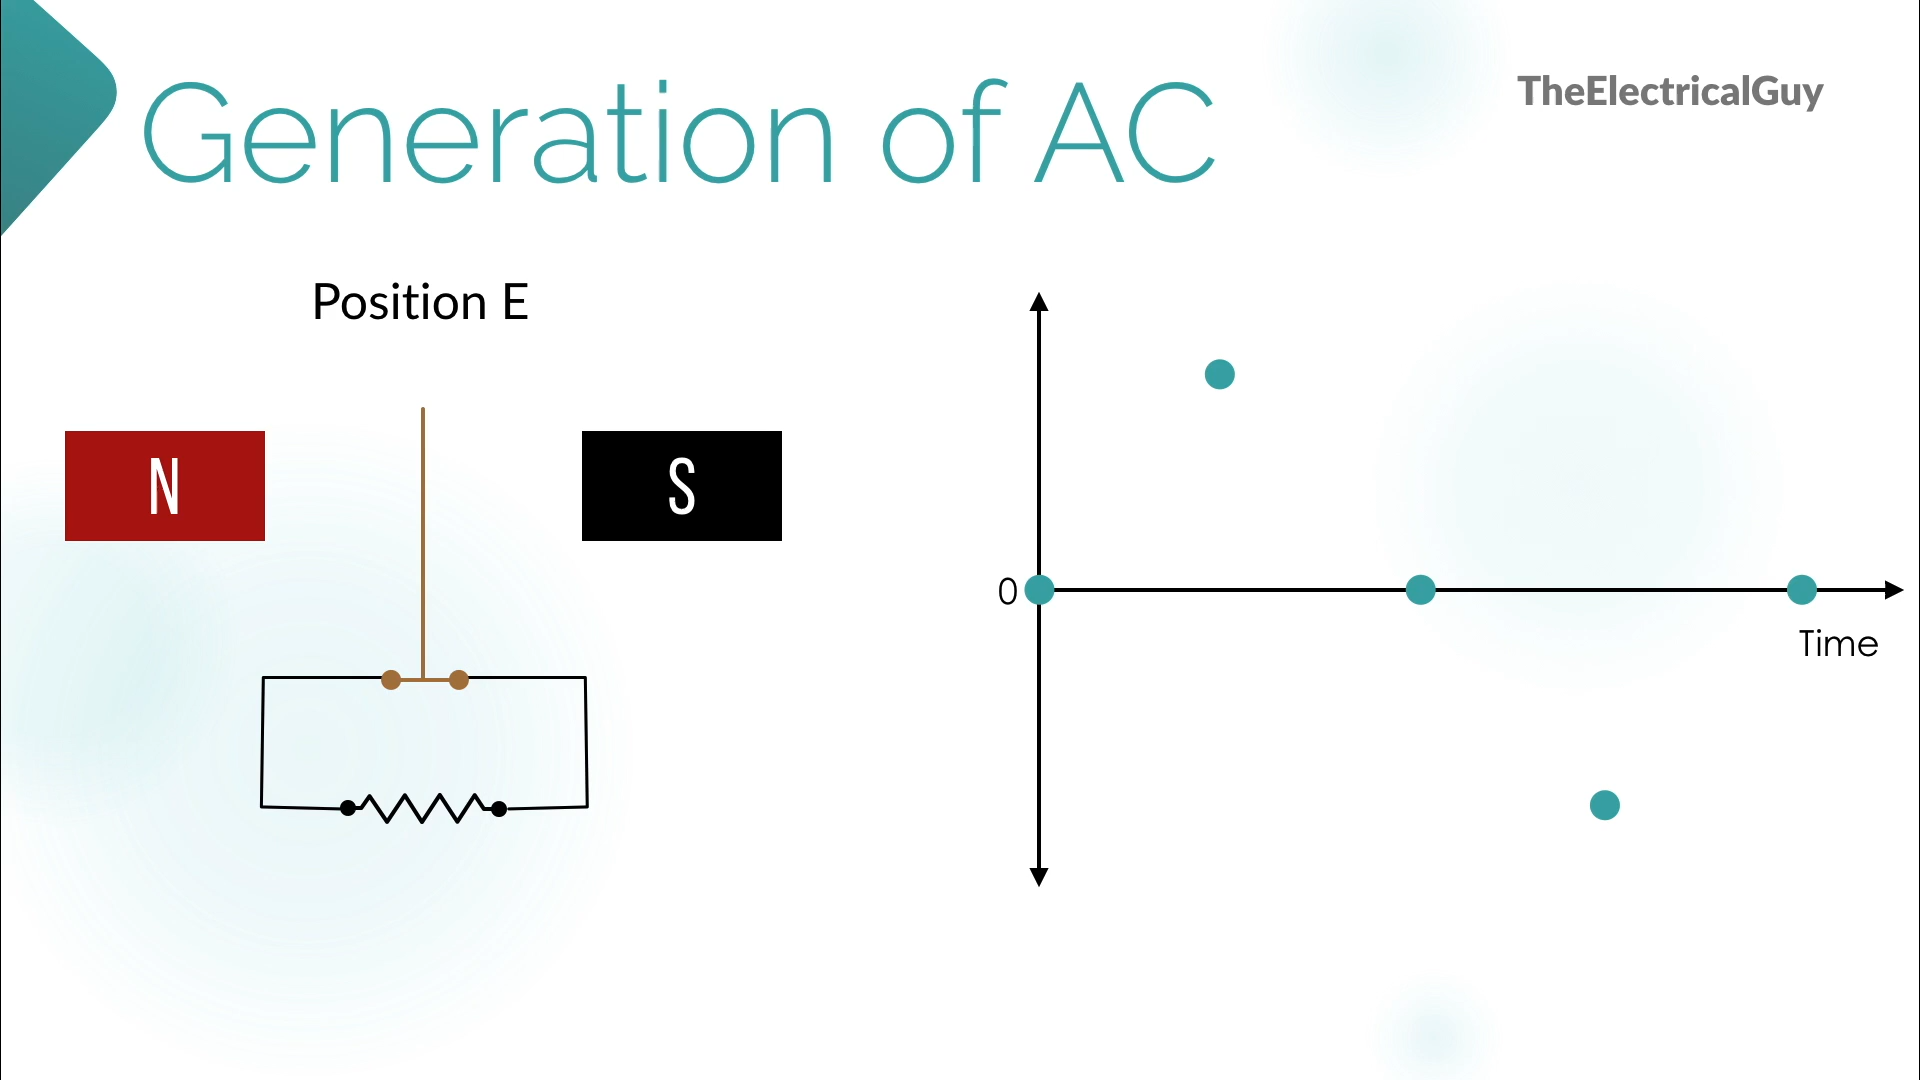 Generation of AC
TheElectricalGuy
Position E
N
S
0
Time